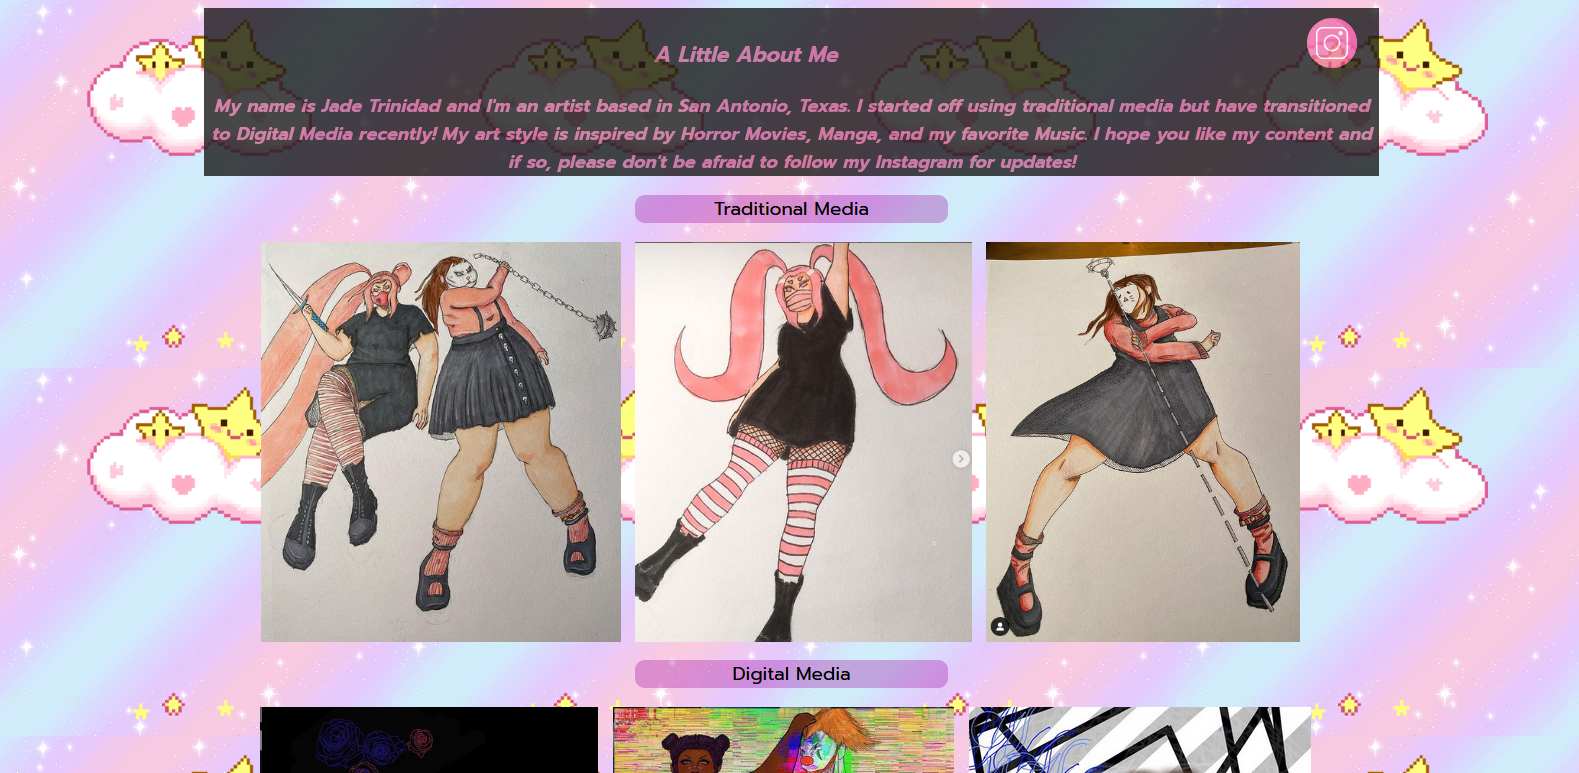 A Little About Me
My name is Jade Trinidad and I'm an artist based in San Antonio, Texas. I started off using traditional media but have transitioned
to Digital Media recently! My art style is inspired by Horror Movies, Manga, and my favorite Music. I hope you like my content and
if so, please don't be afraid to follow my Instagram for updates!
Traditional Media
Digital Media